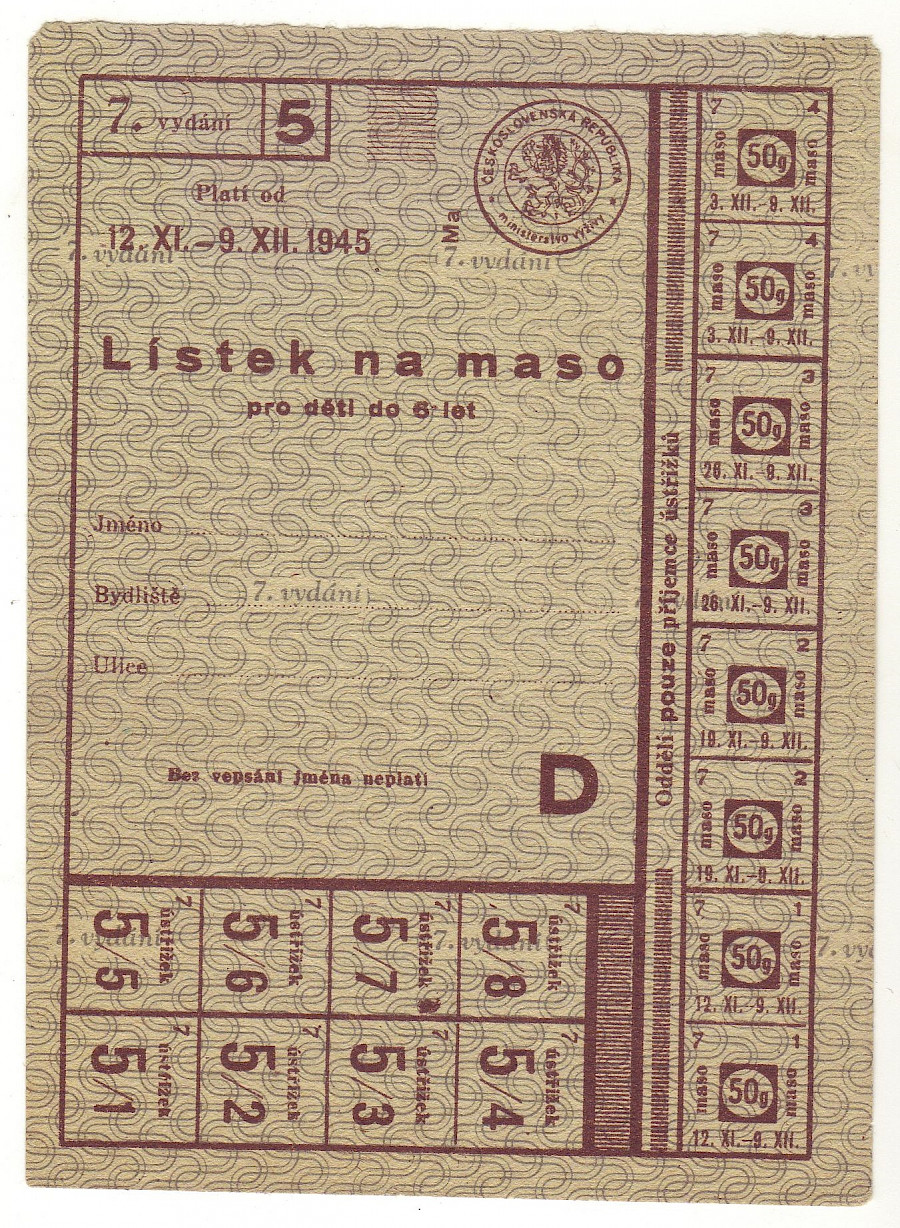 7. vydání 5
Platí od
12. XI.–9. XII. 1945
ČESKOSLOVENSKÁ REPUBLIKA
ministerstvo výživy
Ma
7. vydání
7. vydání
Lístek na maso
pro děti do 6 let
Jméno
Bydliště
7. vydání
Ulice
Bez vepsání jména neplatí
D
Oddělí pouze příjemce ústřižků
7 4
maso 50g maso
3. XII.-9. XII.
7 4
maso 50g maso
3. XII.-9. XII.
7 3
maso 50g maso
26. XI.-9. XII.
7 3
maso 50g maso
26. XI.-9. XII.
7 2
maso 50g maso
19. XI.-9. XII.
7 2
maso 50g maso
19. XI.-9. XII.
7 1
maso 50g maso
12. XI.-9. XII.
7 1
maso 50g maso
12. XI.-9. XII.
7 ústřižek 5/5
7 ústřižek 5/6
7 ústřižek 5/7
7 ústřižek 5/8
7. vydání
7. vydání
7 ústřižek 5/1
7 ústřižek 5/2
7 ústřižek 5/3
7 ústřižek 5/4